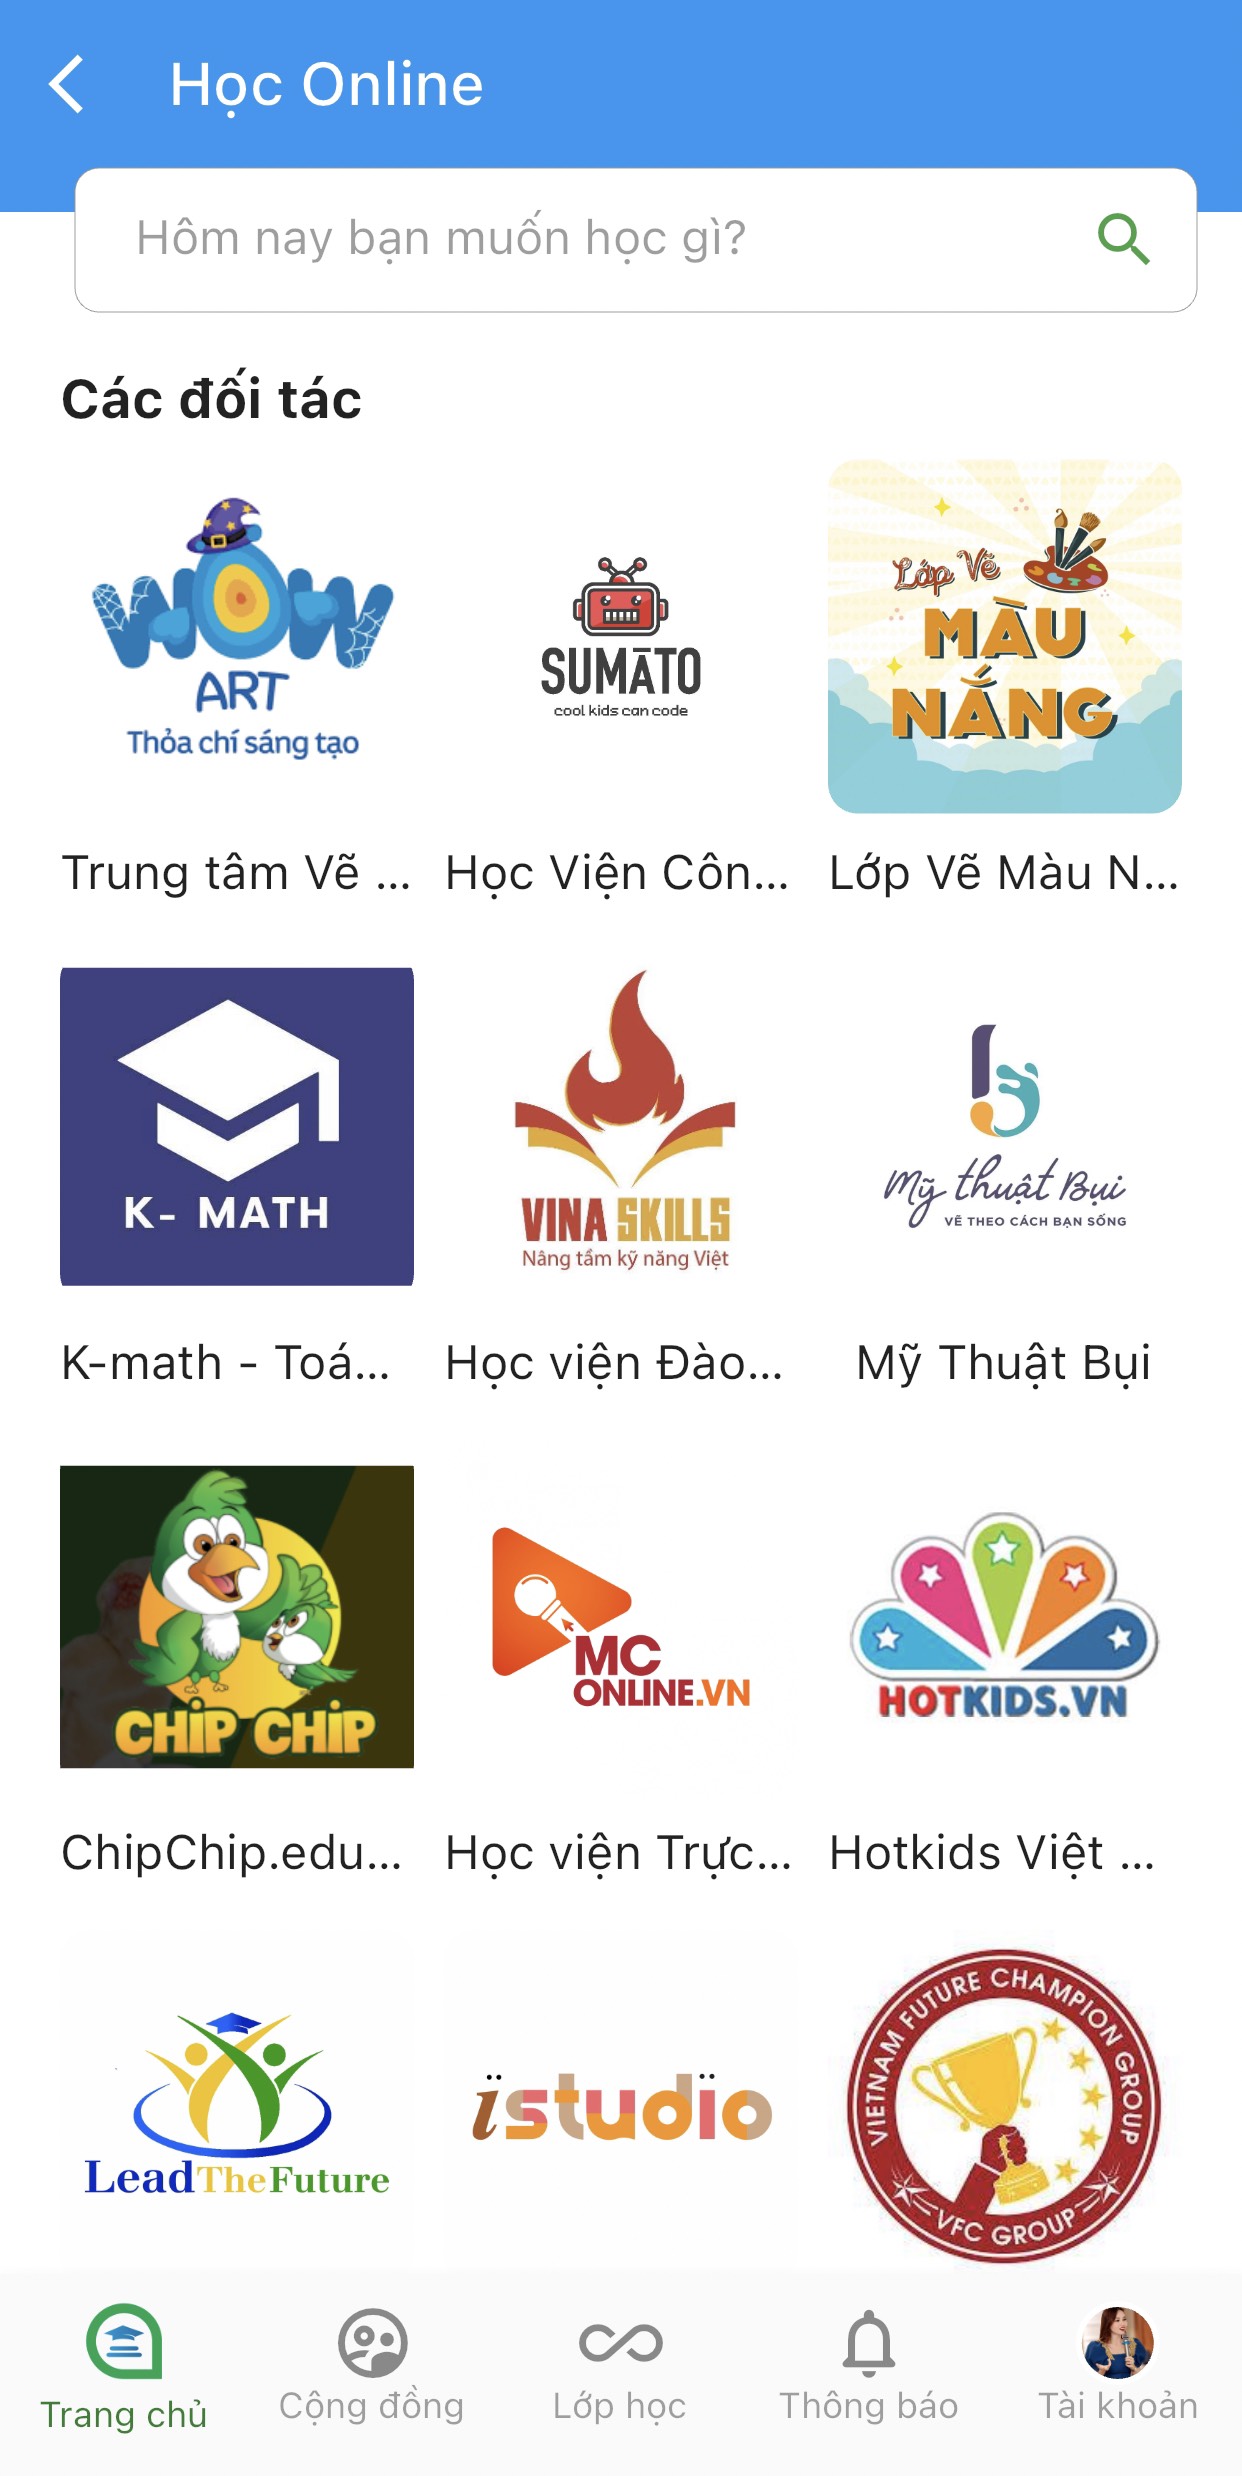 Học Online
Hôm nay bạn muốn học gì?
Các đối tác
WOW
ART
Thỏa chí sáng tạo
SUMĀTO
cool kids can code
Lớp Vẽ
MÀU
NẮNG
Trung tâm Vẽ ...
Học Viện Côn...
Lớp Vẽ Màu N...
K- MATH
VINA SKILLS
Nâng tầm kỹ năng Việt
Mỹ thuật Bụi
VẼ THEO CÁCH BẠN SỐNG
K-math - Toá...
Học viện Đào...
Mỹ Thuật Bụi
CHIP CHIP
MC
ONLINE.VN
HOTKIDS.VN
ChipChip.edu...
Học viện Trực...
Hotkids Việt ...
LeadTheFuture
ïstudïo
VIETNAM FUTURE CHAMPION GROUP
VFC GROUP
Trang chủ
Cộng đồng
Lớp học
Thông báo
Tài khoản